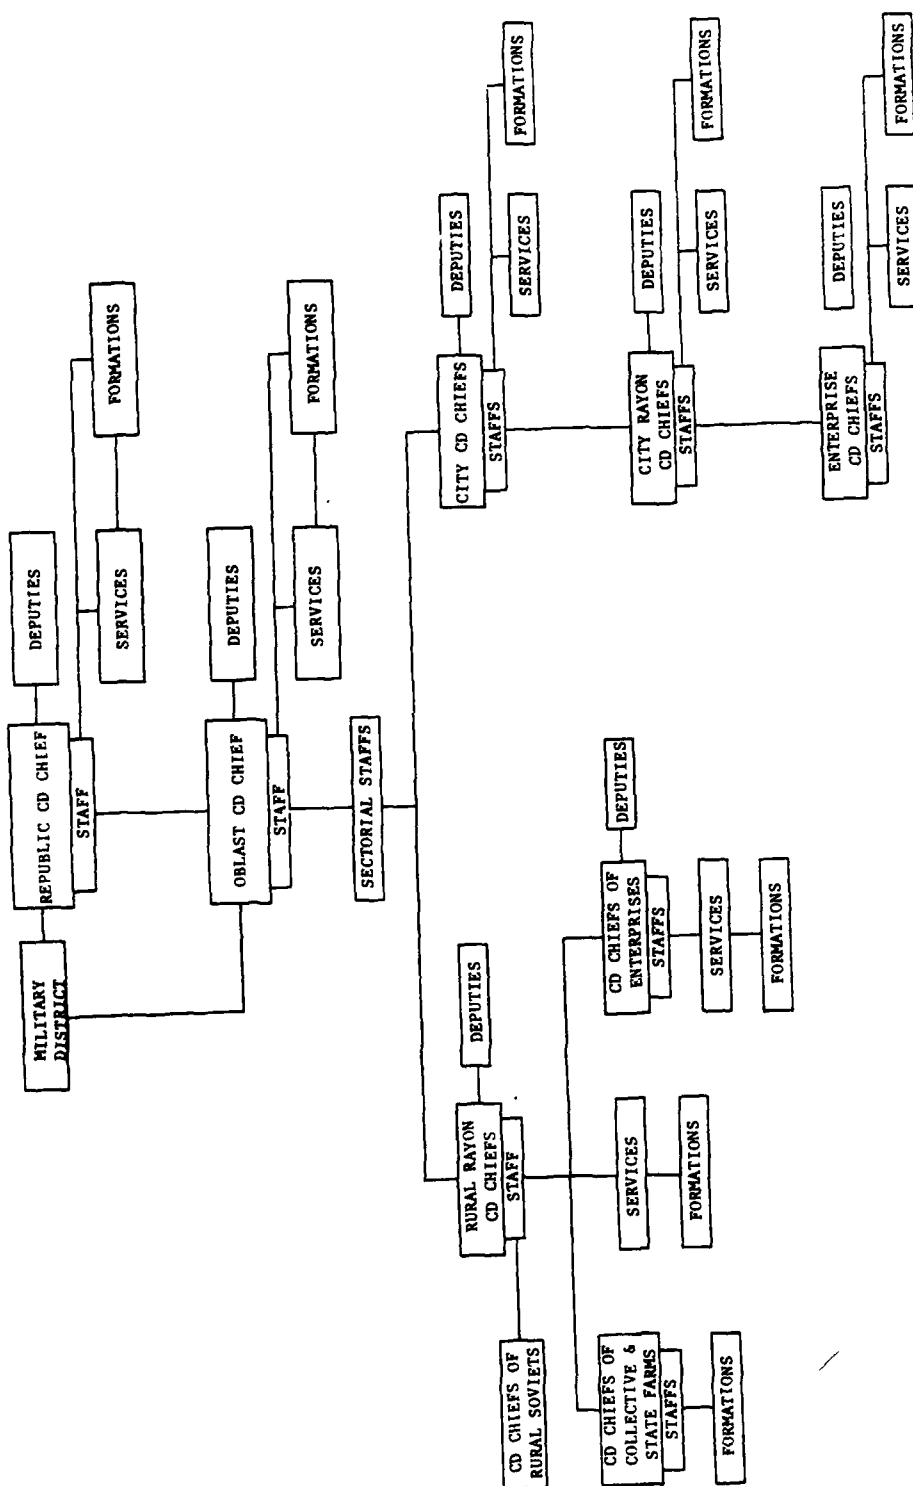 MILITARY
DISTRICT
REPUBLIC CD CHIEF
STAFF
DEPUTIES
SERVICES
FORMATIONS
OBLAST CD CHIEF
STAFF
DEPUTIES
SERVICES
FORMATIONS
SECTORIAL STAFFS
RURAL RAYON
CD CHIEFS
STAFF
DEPUTIES
CD CHIEFS OF
RURAL SOVIETS
CITY CD CHIEFS
STAFFS
DEPUTIES
SERVICES
FORMATIONS
CD CHIEFS OF
COLLECTIVE &
STATE FARMS
STAFFS
FORMATIONS
SERVICES
FORMATIONS
CD CHIEFS OF
ENTERPRISES
STAFFS
DEPUTIES
SERVICES
FORMATIONS
CITY RAYON
CD CHIEFS
STAFFS
DEPUTIES
SERVICES
FORMATIONS
ENTERPRISE
CD CHIEFS
STAFFS
DEPUTIES
SERVICES
FORMATIONS